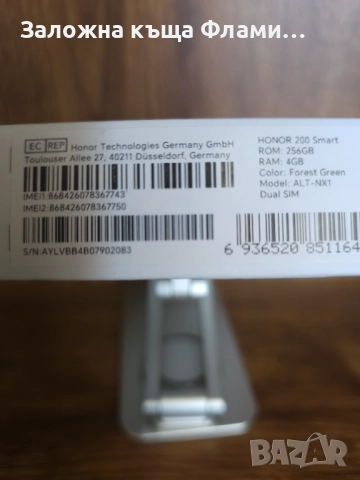 Заложна къща Флами...
EC REP Honor Technologies Germany GmbH
Toulouser Allee 27, 40211 Düsseldorf, Germany
HONOR 200 Smart
ROM: 256GB
RAM: 4GB
Color: Forest Green
Model: ALT-NX1
Dual SIM
IMEI1:868426078367743
IMEI2:868426078367750
S/N:AYLVBB4B07902083
6 936520 851164
BAZAR